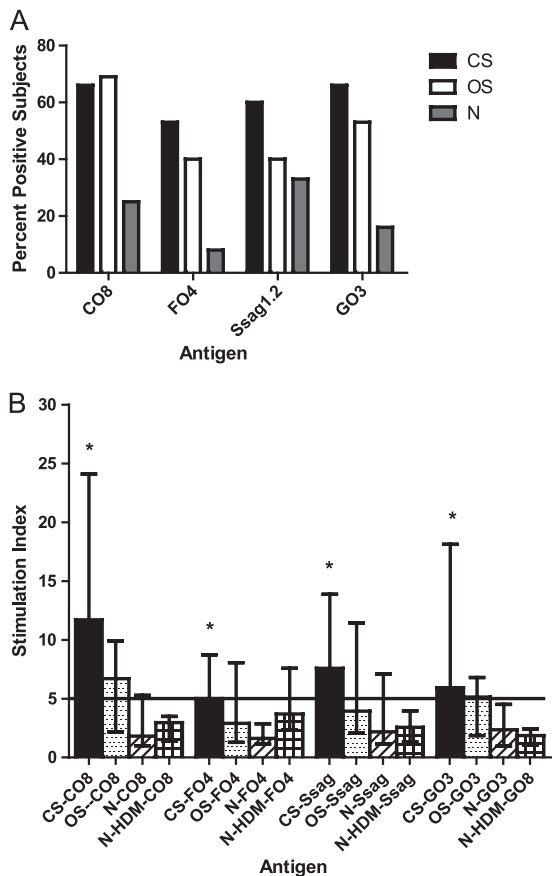 A
80
60
40
20
0
Percent Positive Subjects
CO8
FO4
Ssag1.2
GO3
Antigen
CS
OS
N
B
30
25
20
15
10
5
0
Stimulation Index
*
*
*
*
CS-CO8
OS--CO8
N-CO8
N-HDM-CO8
CS-FO4
OS-FO4
N-FO4
N-HDM-FO4
CS-Ssag
OS-Ssag
N-Ssag
N-HDM-Ssag
CS-GO3
OS-GO3
N-GO3
N-HDM-GO8
Antigen